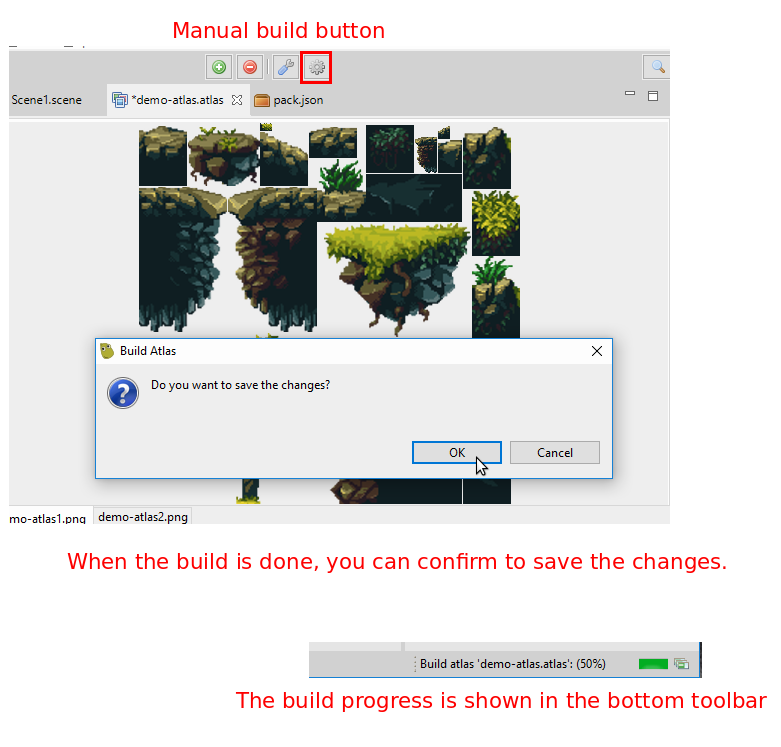 Manual build button
Scene1.scene
*demo-atlas.atlas
pack.json
Build Atlas
Do you want to save the changes?
OK
Cancel
mo-atlas1.png
demo-atlas2.png
When the build is done, you can confirm to save the changes.
Build atlas 'demo-atlas.atlas': (50%)
The build progress is shown in the bottom toolbar